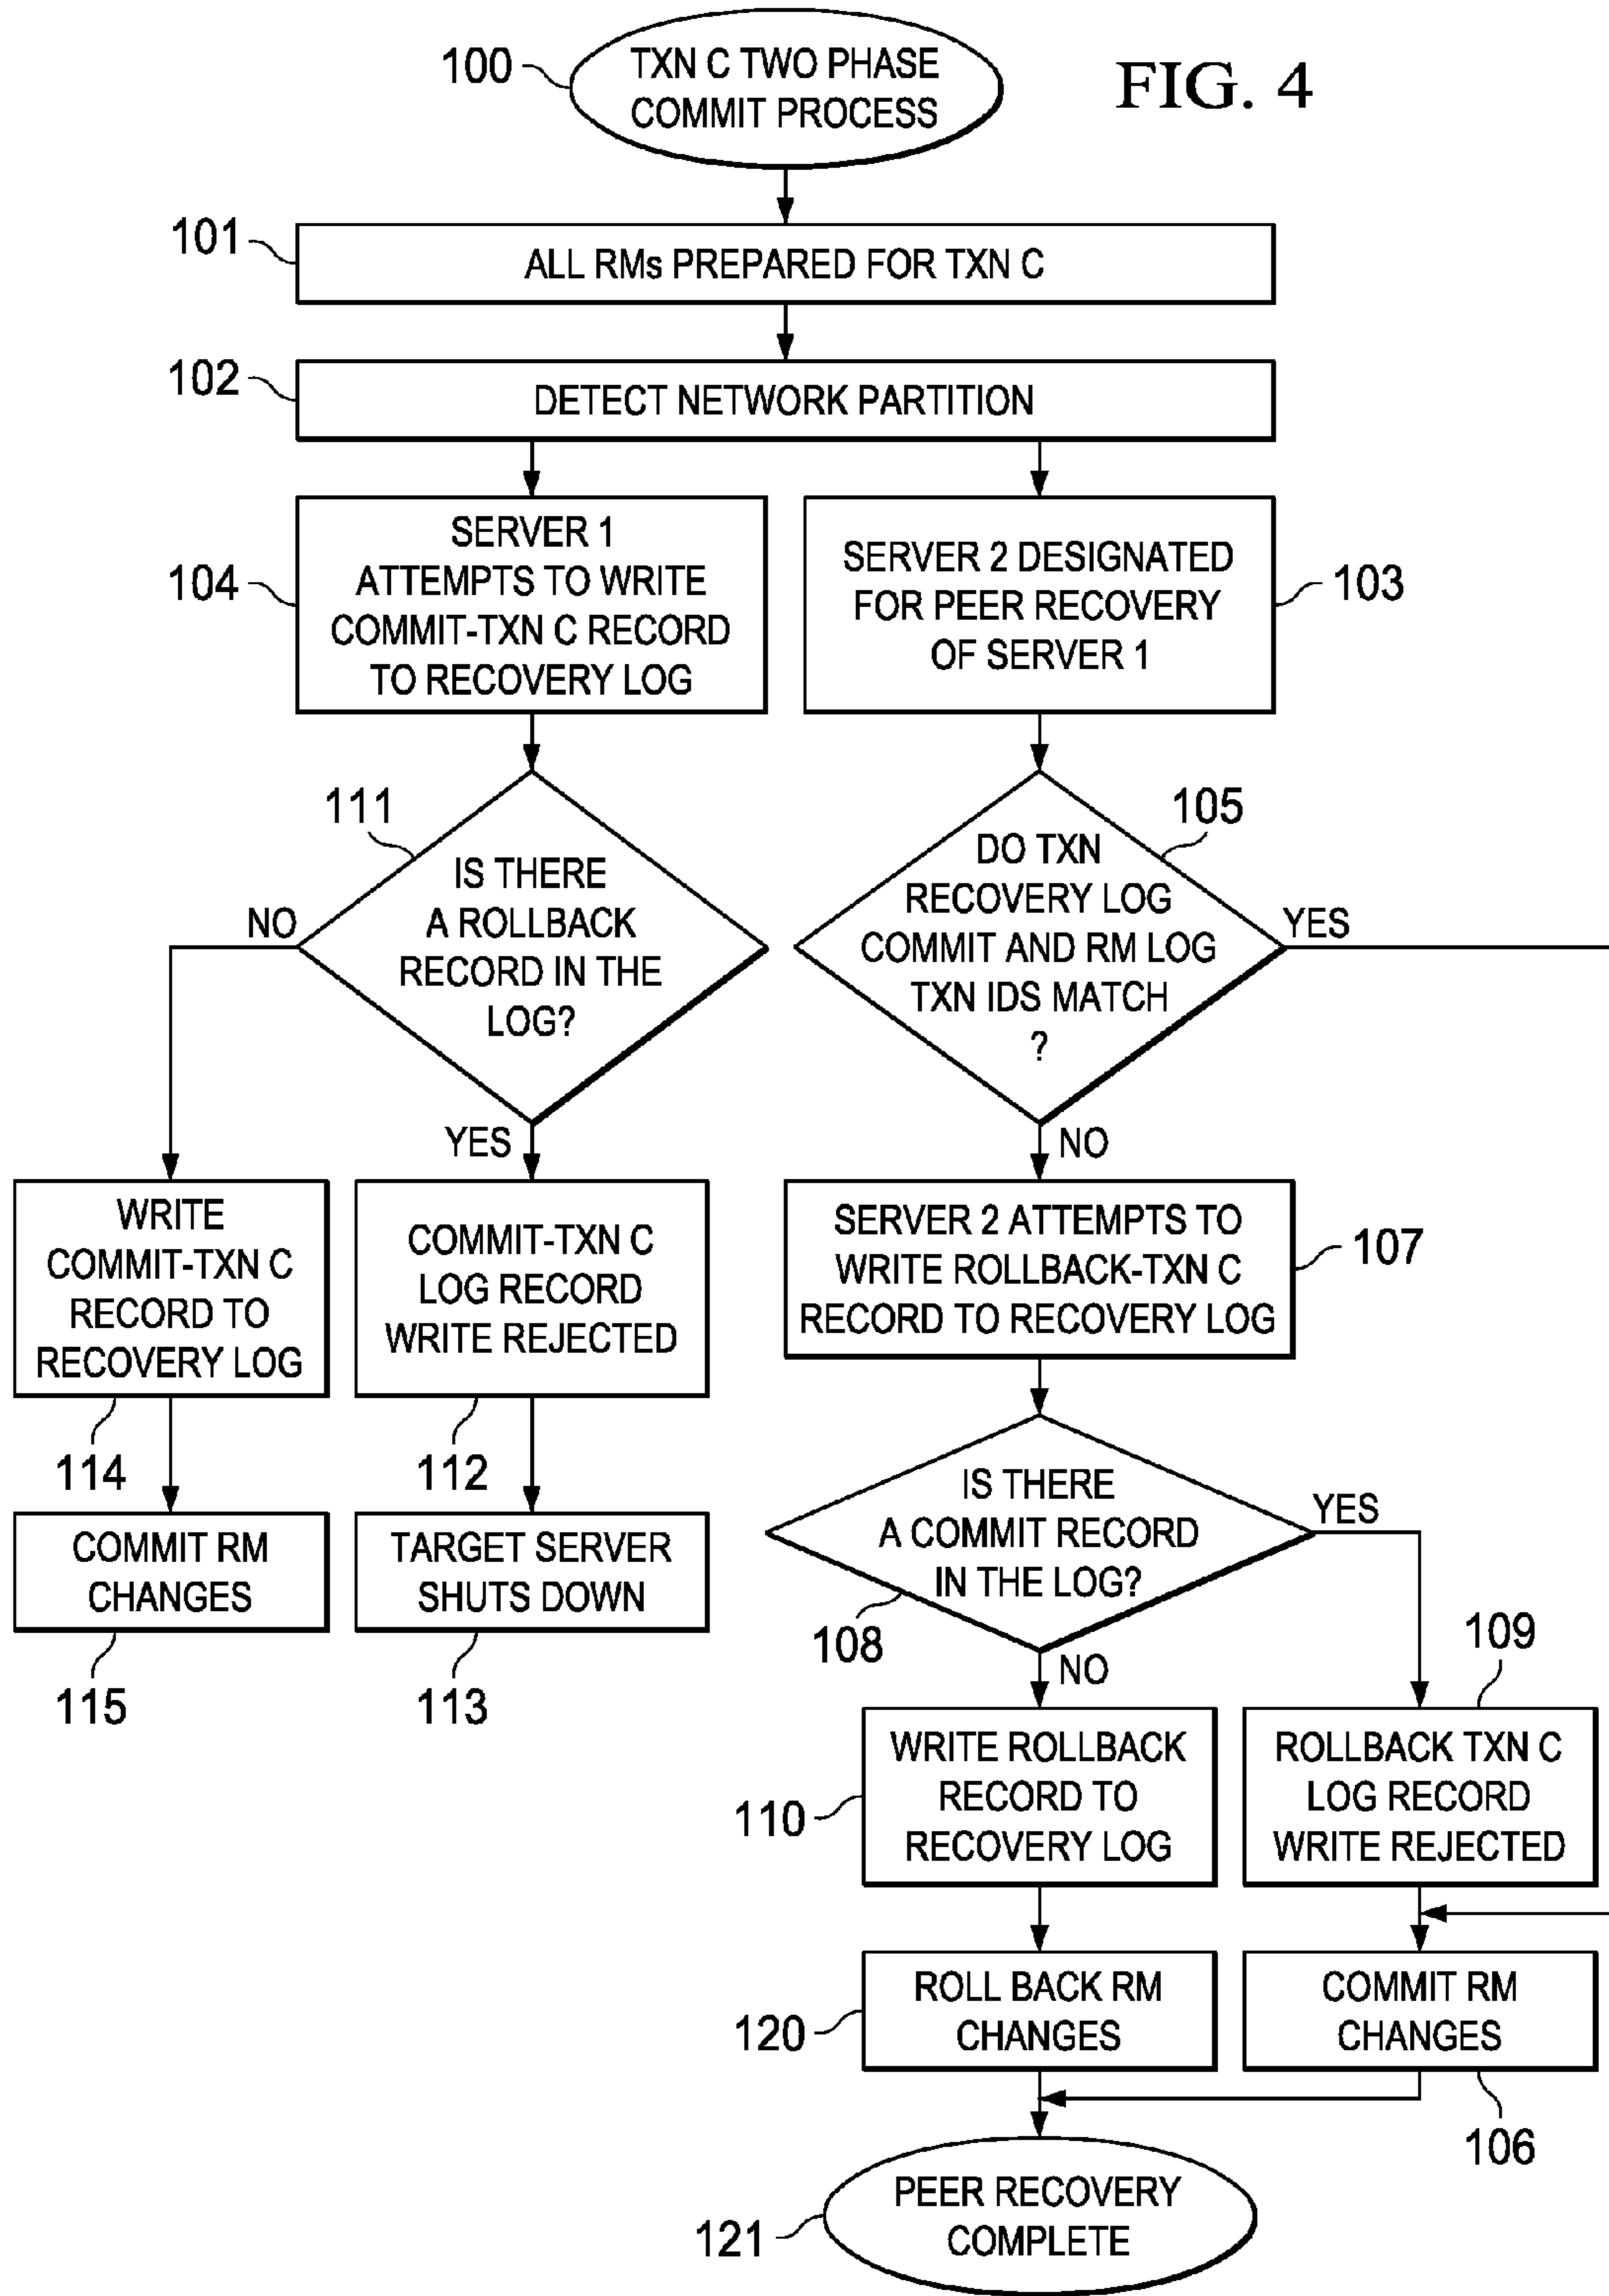 FIG. 4
100
TXN C TWO PHASE
COMMIT PROCESS
101
ALL RMs PREPARED FOR TXN C
102
DETECT NETWORK PARTITION
104
SERVER 1
ATTEMPTS TO WRITE
COMMIT-TXN C RECORD
TO RECOVERY LOG
SERVER 2 DESIGNATED
FOR PEER RECOVERY
OF SERVER 1
103
111
IS THERE
A ROLLBACK
RECORD IN THE
LOG?
NO
YES
105
DO TXN
RECOVERY LOG
COMMIT AND RM LOG
TXN IDS MATCH
?
YES
NO
WRITE
COMMIT-TXN C
RECORD TO
RECOVERY LOG
114
COMMIT-TXN C
LOG RECORD
WRITE REJECTED
112
SERVER 2 ATTEMPTS TO
WRITE ROLLBACK-TXN C
RECORD TO RECOVERY LOG
107
COMMIT RM
CHANGES
115
TARGET SERVER
SHUTS DOWN
113
IS THERE
A COMMIT RECORD
IN THE LOG?
108
YES
NO
109
110
WRITE ROLLBACK
RECORD TO
RECOVERY LOG
ROLLBACK TXN C
LOG RECORD
WRITE REJECTED
120
ROLL BACK RM
CHANGES
COMMIT RM
CHANGES
106
121
PEER RECOVERY
COMPLETE